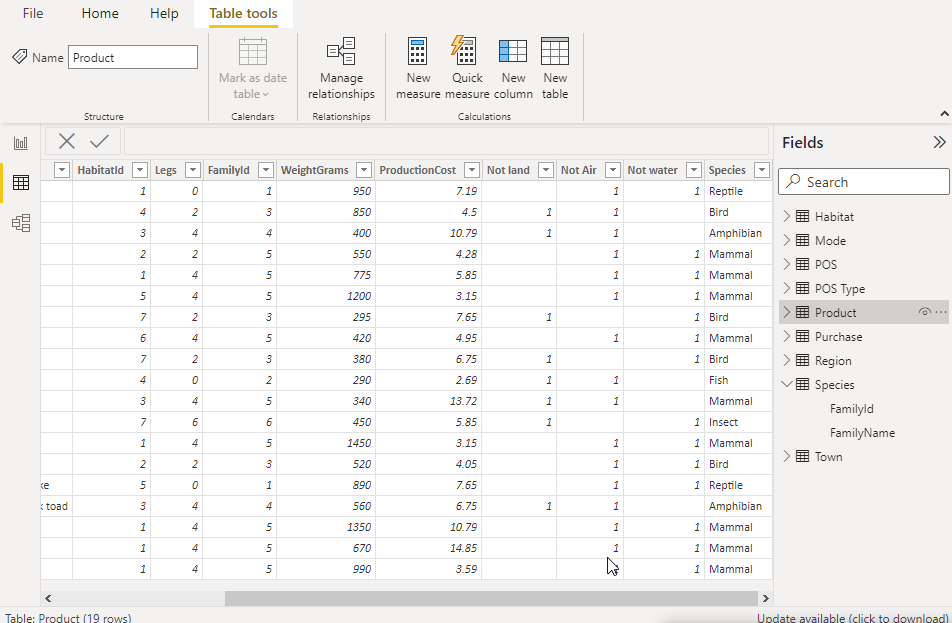 File Home Help Table tools
Name Product
Mark as date table
Manage relationships
New measure
Quick measure
New column
New table
Structure Calendars Relationships Calculations
Fields
Search
Habitat
Mode
POS
POS Type
Product
Purchase
Region
Species
FamilyId
FamilyName
Town
HabitatId Legs FamilyId WeightGrams ProductionCost Not land Not Air Not water Species
1 0 1 950 7.19 1 1 Reptile
4 2 3 850 4.5 1 1 Bird
3 4 4 400 10.79 1 1 Amphibian
2 2 5 550 4.28 1 1 Mammal
1 4 5 775 5.85 1 1 Mammal
5 4 5 1200 3.15 1 1 Mammal
7 2 3 295 7.65 1 1 Bird
6 4 5 420 4.95 1 1 Mammal
7 2 3 380 6.75 1 1 Bird
4 0 2 290 2.69 1 1 Fish
3 4 5 340 13.72 1 1 Mammal
7 6 6 450 5.85 1 1 Insect
1 4 5 1450 3.15 1 1 Mammal
2 2 3 520 4.05 1 1 Bird
ke 5 0 1 890 7.65 1 1 Reptile
toad 3 4 4 560 6.75 1 1 Amphibian
1 4 5 1350 10.79 1 1 Mammal
1 4 5 670 14.85 1 1 Mammal
1 4 5 990 3.59 1 1 Mammal
Table: Product (19 rows) Update available (click to download)